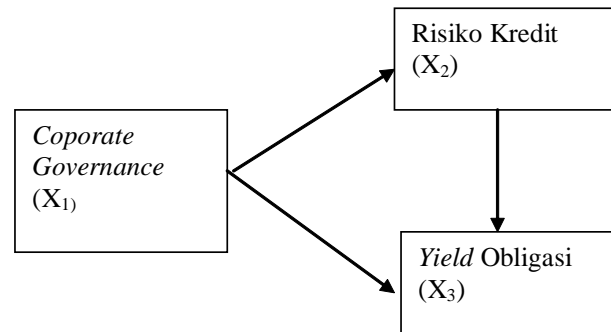 Risiko Kredit
(X₂)
Coporate
Governance
(X₁)
Yield Obligasi
(X₃)